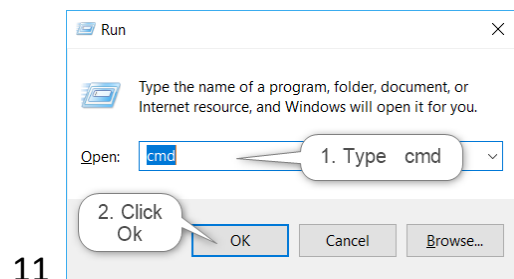 Run
Type the name of a program, folder, document, or
Internet resource, and Windows will open it for you.
Open: cmd
1. Type cmd
2. Click
Ok
OK Cancel Browse...
11